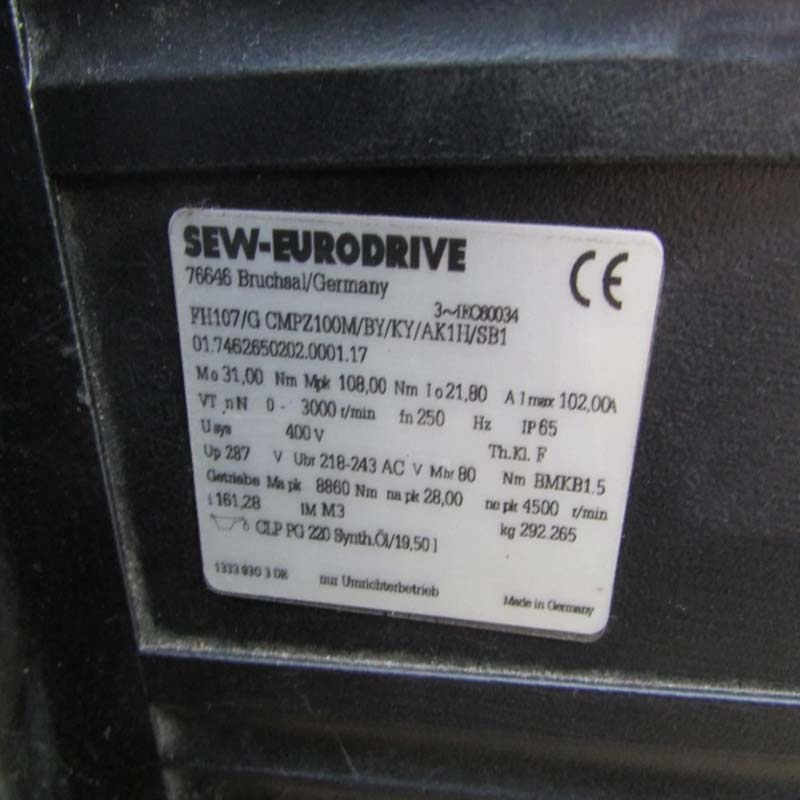 SEW-EURODRIVE
CE
76646 Bruchsal/Germany
3~IEC60034
FH107/G CMPZ100M/BY/KY/AK1H/SB1
01.7462650202.0001.17
Mo 31,00 Nm Mpk 108,00 Nm Io 21,80 A Imax 102,00A
VT nN 0 - 3000 r/min fn 250 Hz IP 65
Usys 400 V Th.Kl. F
Up 287 V Ubr 218-243 AC V Mbr 80 Nm BMKB1.5
Getriebe Ma pk 8860 Nm na pk 28,00 ne pk 4500 r/min
i 161,28 IM M3 kg 292.265
CLP PG 220 Synth.Öl/19,50 l
1333 930 3 DE nur Umrichterbetrieb Made in Germany